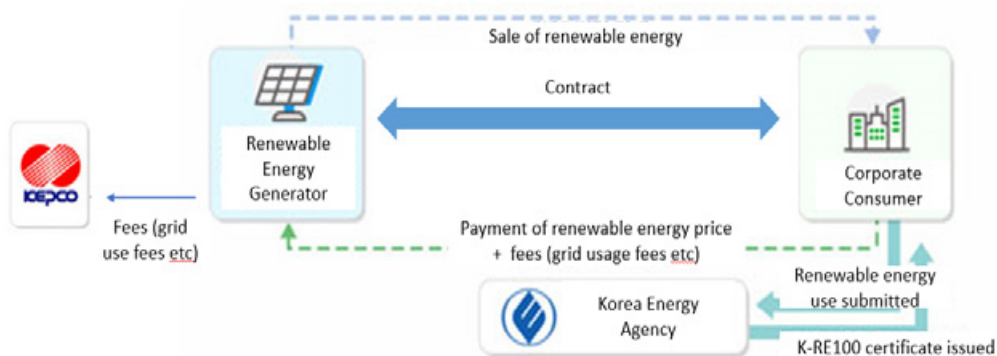 Sale of renewable energy
Contract
Renewable
Energy
Generator
Corporate
Consumer
KEPCO
Fees (grid
use fees etc)
Payment of renewable energy price
+ fees (grid usage fees etc)
Renewable energy
use submitted
Korea Energy
Agency
K-RE100 certificate issued